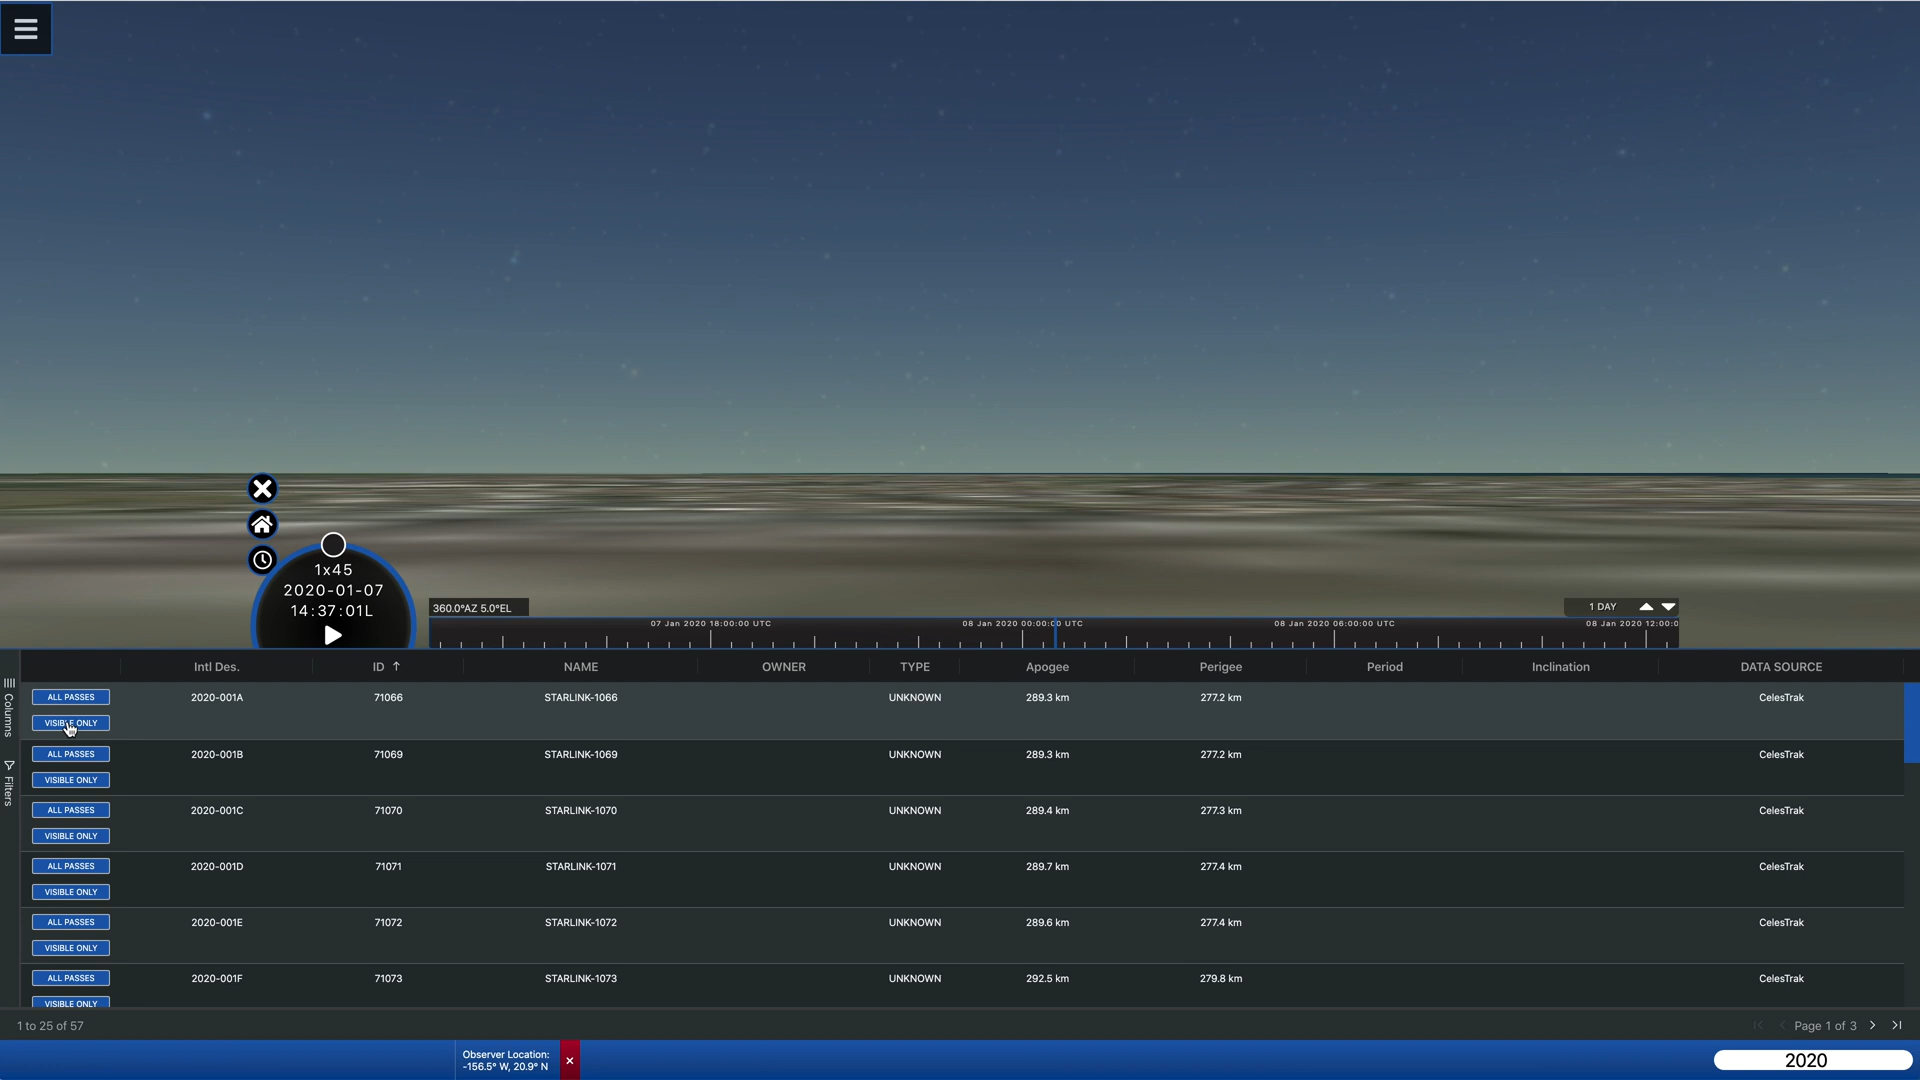 1x45
2020-01-07
14:37:01L
360.0°AZ 5.0°EL
1 DAY
07 Jan 2020 18:00:00 UTC
08 Jan 2020 00:00:00 UTC
08 Jan 2020 06:00:00 UTC
08 Jan 2020 12:00:0
Columns
Filters
Intl Des. ID ↑ NAME OWNER TYPE Apogee Perigee Period Inclination DATA SOURCE
ALL PASSES 2020-001A 71066 STARLINK-1066 UNKNOWN 289.3 km 277.2 km CelesTrak
VISIBLE ONLY
ALL PASSES 2020-001B 71069 STARLINK-1069 UNKNOWN 289.3 km 277.2 km CelesTrak
VISIBLE ONLY
ALL PASSES 2020-001C 71070 STARLINK-1070 UNKNOWN 289.4 km 277.3 km CelesTrak
VISIBLE ONLY
ALL PASSES 2020-001D 71071 STARLINK-1071 UNKNOWN 289.7 km 277.4 km CelesTrak
VISIBLE ONLY
ALL PASSES 2020-001E 71072 STARLINK-1072 UNKNOWN 289.6 km 277.4 km CelesTrak
VISIBLE ONLY
ALL PASSES 2020-001F 71073 STARLINK-1073 UNKNOWN 292.5 km 279.8 km CelesTrak
VISIBLE ONLY
1 to 25 of 57
Page 1 of 3
Observer Location:
-156.5° W, 20.9° N
2020